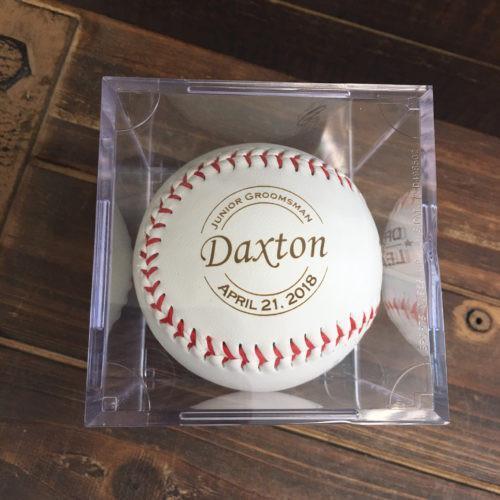 JUNIOR GROOMSMAN
Daxton
APRIL 21, 2018